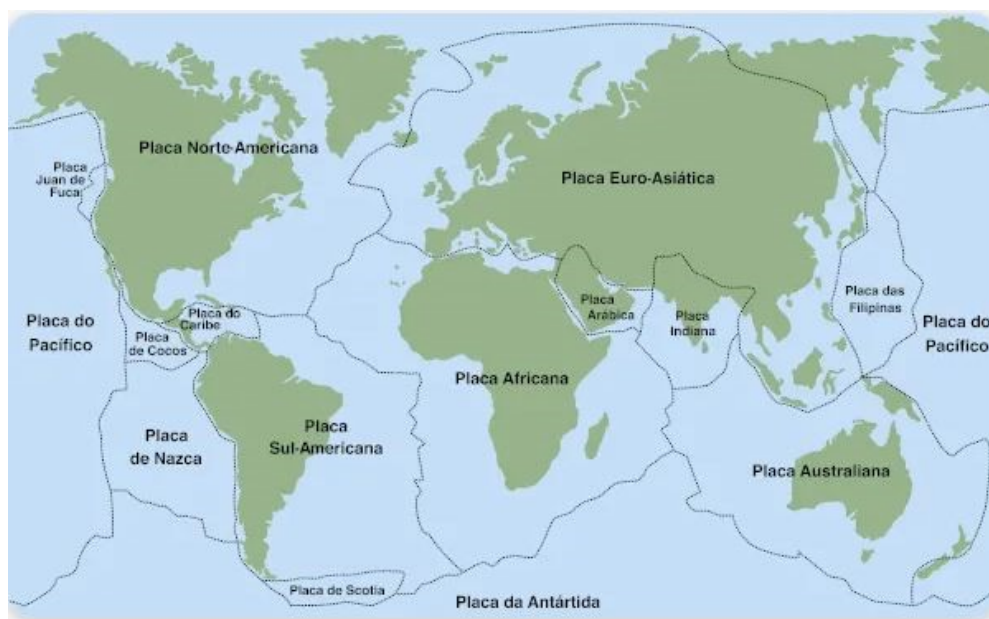 Placa Norte-Americana
Placa
Juan de
Fuca
Placa Euro-Asiática
Placa do
Pacífico
Placa do
Caribe
Placa
de Cocos
Placa
Arábica
Placa
Indiana
Placa das
Filipinas
Placa do
Pacífico
Placa Africana
Placa
de Nazca
Placa
Sul-Americana
Placa Australiana
Placa de Scotia
Placa da Antártida